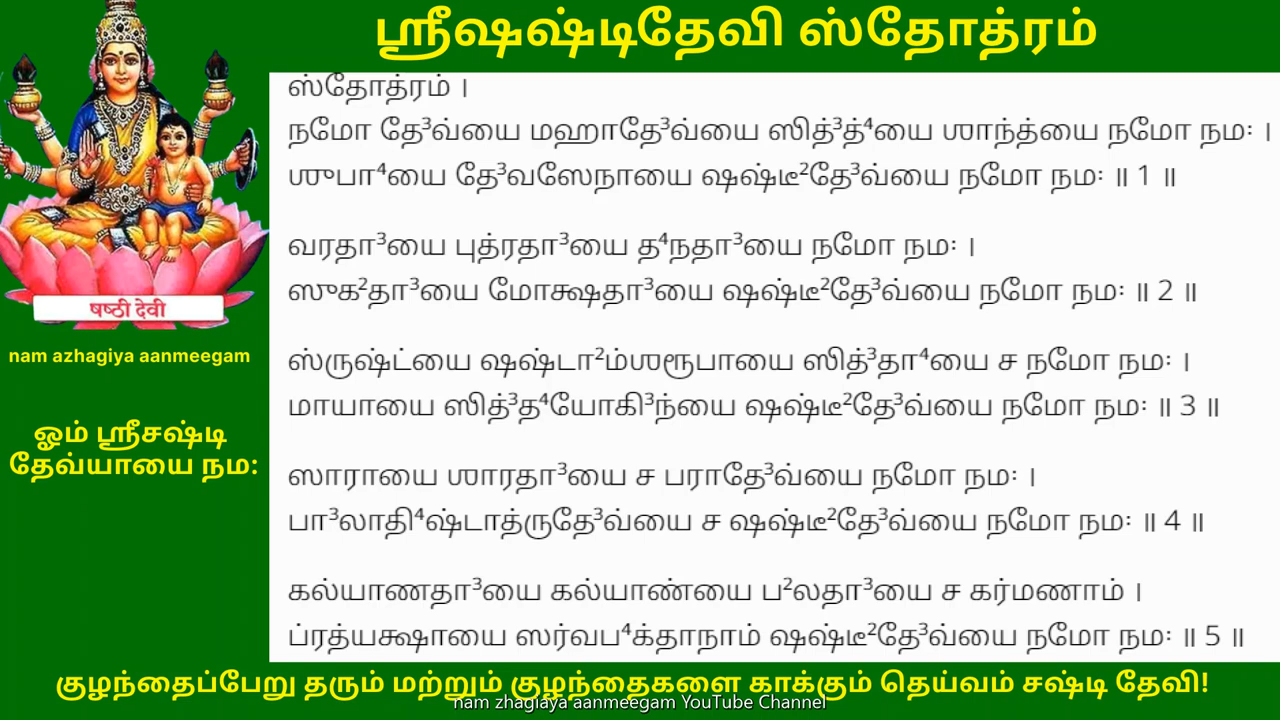 ஸ்ரீஷஷ்டிதேவி ஸ்தோத்ரம்
ஸ்தோத்ரம் ।
நமோ தே³வ்யை மஹாதே³வ்யை ஸித்³த்⁴யை ஶாந்த்யை நமோ நம꞉ ।
ஶுபா⁴யை தே³வஸேநாயை ஷஷ்டீ²தே³வ்யை நமோ நம꞉ ॥ 1 ॥
வரதா³யை புத்ரதா³யை த⁴நதா³யை நமோ நம꞉ ।
ஸுக²தா³யை மோக்ஷதா³யை ஷஷ்டீ²தே³வ்யை நமோ நம꞉ ॥ 2 ॥
ஸ்ருஷ்ட்யை ஷஷ்டா²ம்ஶரூபாயை ஸித்³தா⁴யை ச நமோ நம꞉ ।
மாயாயை ஸித்³த⁴யோகி³ந்யை ஷஷ்டீ²தே³வ்யை நமோ நம꞉ ॥ 3 ॥
ஸாராயை ஶாரதா³யை ச பராதே³வ்யை நமோ நம꞉ ।
பா³லாதி⁴ஷ்டாத்ருதே³வ்யை ச ஷஷ்டீ²தே³வ்யை நமோ நம꞉ ॥ 4 ॥
கல்யாணதா³யை கல்யாண்யை ப²லதா³யை ச கர்மணாம் ।
ப்ரத்யக்ஷாயை ஸர்வப⁴க்தாநாம் ஷஷ்டீ²தே³வ்யை நமோ நம꞉ ॥ 5 ॥
षष्ठी देवी
nam azhagiya aanmeegam
ஓம் ஸ்ரீசஷ்டி
தேவ்யாயை நம:
குழந்தைப்பேறு தரும் மற்றும் குழந்தைகளை காக்கும் தெய்வம் சஷ்டி தேவி!
nam zhagiaya aanmeegam YouTube Channel